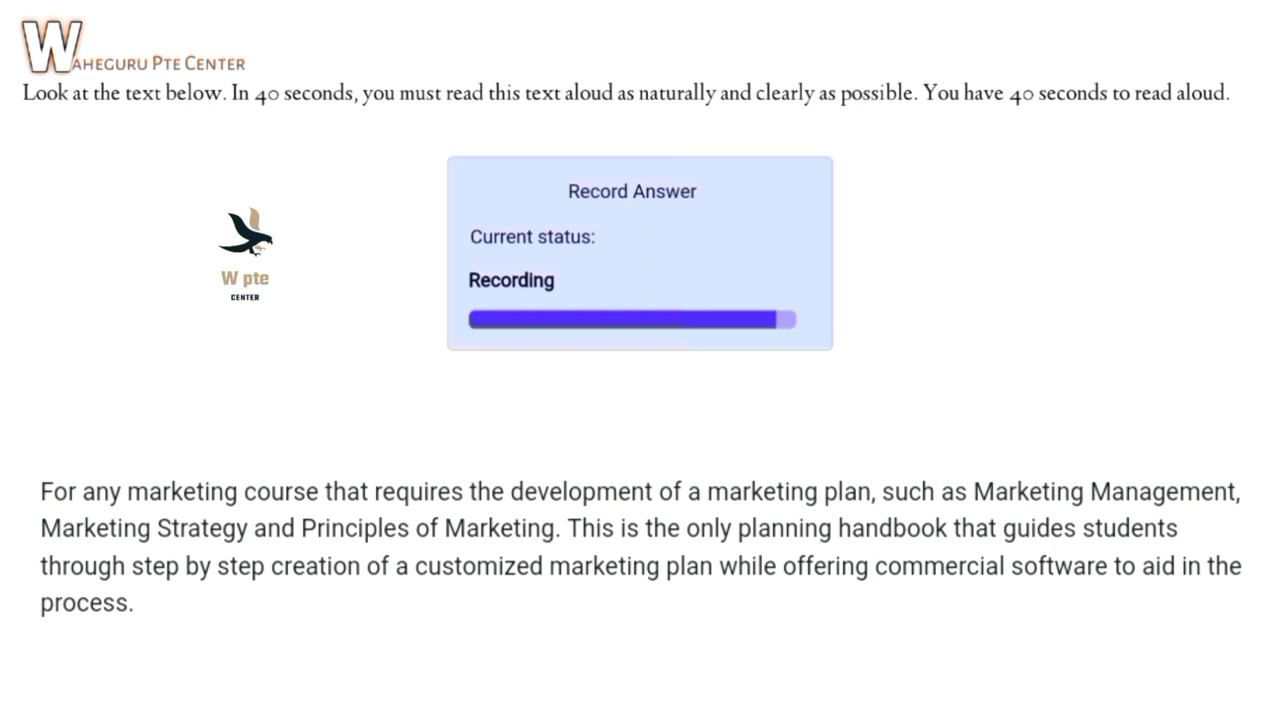 WAHEGURU PTE CENTER
Look at the text below. In 40 seconds, you must read this text aloud as naturally and clearly as possible. You have 40 seconds to read aloud.
Record Answer
Current status:
Recording
W pte
CENTER
For any marketing course that requires the development of a marketing plan, such as Marketing Management,
Marketing Strategy and Principles of Marketing. This is the only planning handbook that guides students
through step by step creation of a customized marketing plan while offering commercial software to aid in the
process.